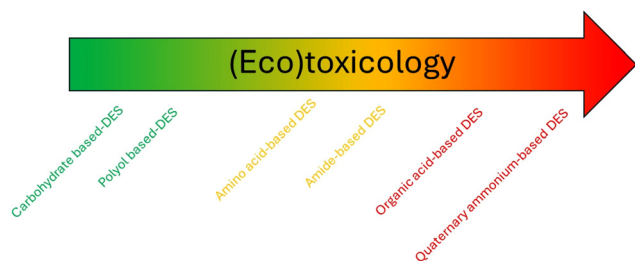 (Eco)toxicology
Carbohydrate based-DES
Polyol based-DES
Amino acid-based DES
Amide-based DES
Organic acid-based DES
Quaternary ammonium-based DES